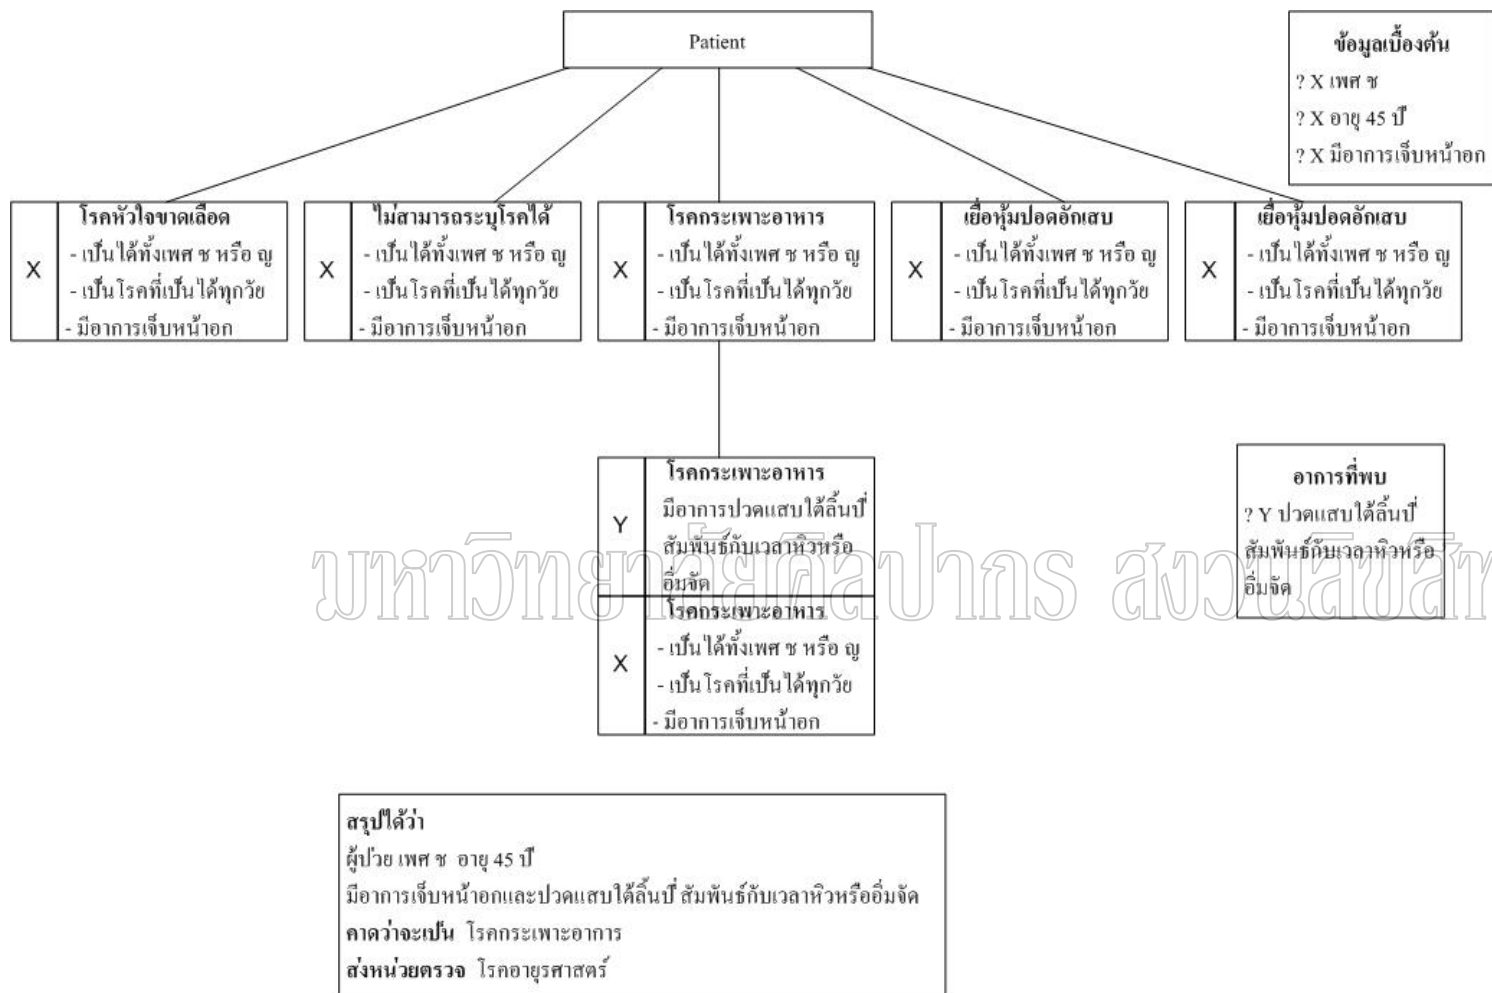 Patient
ข้อมูลเบื้องต้น
? X เพศ ช
? X อายุ 45 ปี
? X มีอาการเจ็บหน้าอก
X
โรคหัวใจขาดเลือด
- เป็นได้ทั้งเพศ ช หรือ ญ
- เป็นโรคที่เป็นได้ทุกวัย
- มีอาการเจ็บหน้าอก
X
ไม่สามารถระบุโรคได้
- เป็นได้ทั้งเพศ ช หรือ ญ
- เป็นโรคที่เป็นได้ทุกวัย
- มีอาการเจ็บหน้าอก
X
โรคกระเพาะอาหาร
- เป็นได้ทั้งเพศ ช หรือ ญ
- เป็นโรคที่เป็นได้ทุกวัย
- มีอาการเจ็บหน้าอก
X
เยื่อหุ้มปอดอักเสบ
- เป็นได้ทั้งเพศ ช หรือ ญ
- เป็นโรคที่เป็นได้ทุกวัย
- มีอาการเจ็บหน้าอก
X
เยื่อหุ้มปอดอักเสบ
- เป็นได้ทั้งเพศ ช หรือ ญ
- เป็นโรคที่เป็นได้ทุกวัย
- มีอาการเจ็บหน้าอก
Y
โรคกระเพาะอาหาร
มีอาการปวดแสบใต้ลิ้นปี่
สัมพันธ์กับเวลาหิวหรือ
อิ่มจัด
X
โรคกระเพาะอาหาร
- เป็นได้ทั้งเพศ ช หรือ ญ
- เป็นโรคที่เป็นได้ทุกวัย
- มีอาการเจ็บหน้าอก
อาการที่พบ
? Y ปวดแสบใต้ลิ้นปี่
สัมพันธ์กับเวลาหิวหรือ
อิ่มจัด
มหาวิทยาลัยศิลปากร สงวนลิขสิท
สรุปได้ว่า
ผู้ป่วย เพศ ช อายุ 45 ปี
มีอาการเจ็บหน้าอกและปวดแสบใต้ลิ้นปี่ สัมพันธ์กับเวลาหิวหรืออิ่มจัด
คาดว่าจะเป็น โรคกระเพาะอาการ
ส่งหน่วยตรวจ โรคอายุรศาสตร์